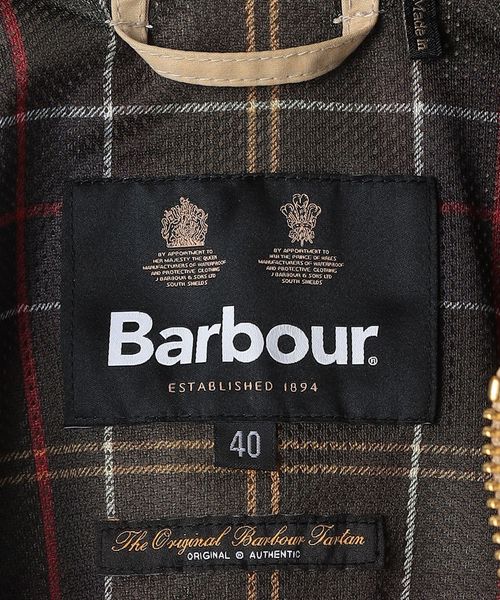 Made in
BY APPOINTMENT TO
HER MAJESTY THE QUEEN
MANUFACTURERS OF WATERPROOF
AND PROTECTIVE CLOTHING
J BARBOUR & SONS LTD
SOUTH SHIELDS
BY APPOINTMENT TO
HRH THE PRINCE OF WALES
MANUFACTURERS OF WATERPROOF
AND PROTECTIVE CLOTHING
J BARBOUR & SONS LTD
SOUTH SHIELDS
Barbour®
ESTABLISHED 1894
40
The Original Barbour Tartan
ORIGINAL AUTHENTIC